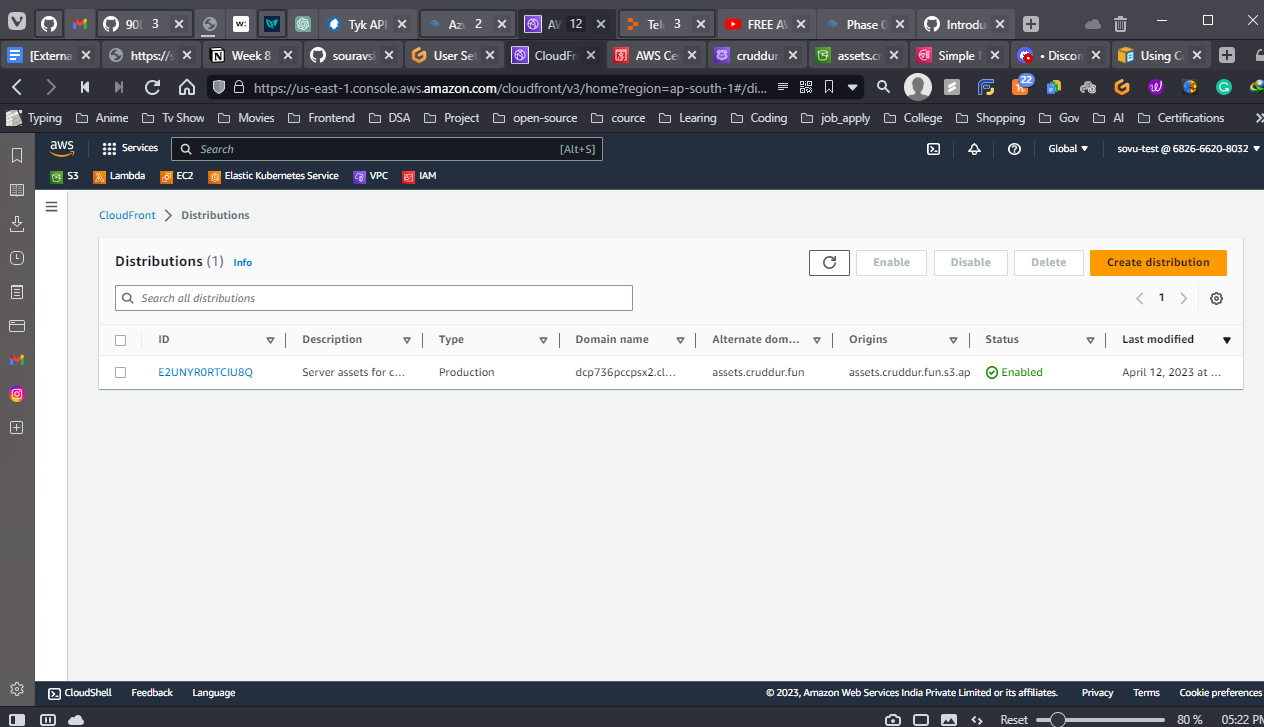 90D 3
w:
Tyk API
Azu 2
AW 12
Tek 3
FREE AW
Phase 0
Introdu
[Externa
https://s
Week 8
souravsl
User Set
CloudFr
AWS Ce
cruddur.
assets.cr
Simple I
• Discor
Using Co
https://us-east-1.console.aws.amazon.com/cloudfront/v3/home?region=ap-south-1#/di...
22
Typing
Anime
Tv Show
Movies
Frontend
DSA
Project
open-source
cource
Learing
Coding
job_apply
College
Shopping
Gov
AI
Certifications
aws
Services
Search
[Alt+S]
Global
sovu-test @ 6826-6620-8032
S3
Lambda
EC2
Elastic Kubernetes Service
VPC
IAM
CloudFront
Distributions
Distributions (1) Info
Enable
Disable
Delete
Create distribution
Search all distributions
1
ID
Description
Type
Domain name
Alternate dom...
Origins
Status
Last modified
E2UNYR0RTCIU8Q
Server assets for c...
Production
dcp736pccpsx2.cl...
assets.cruddur.fun
assets.cruddur.fun.s3.ap
Enabled
April 12, 2023 at ...
CloudShell
Feedback
Language
© 2023, Amazon Web Services India Private Limited or its affiliates.
Privacy
Terms
Cookie preferences
Reset
80 %
05:22 PM